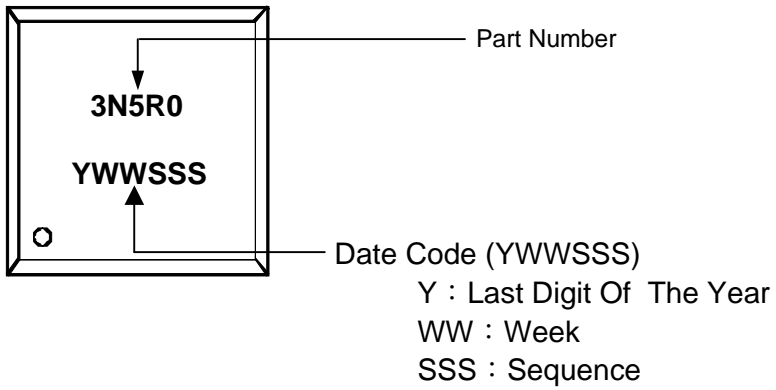 Part Number
3N5R0
YWWSSS
Date Code (YWWSSS)
Y：Last Digit Of The Year
WW：Week
SSS：Sequence